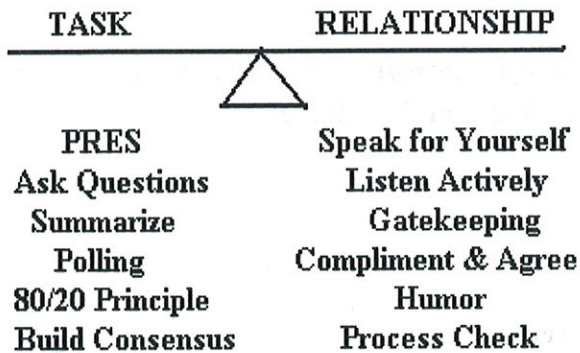 TASK RELATIONSHIP
PRES Speak for Yourself
Ask Questions Listen Actively
Summarize Gatekeeping
Polling Compliment & Agree
80/20 Principle Humor
Build Consensus Process Check